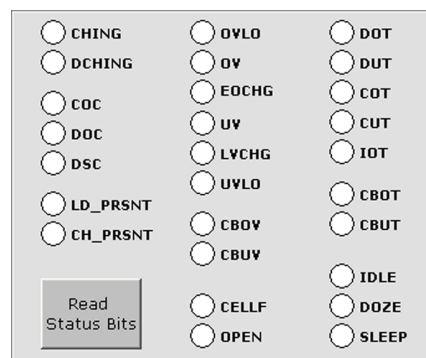 CHING
DCHING
COC
DOC
DSC
LD_PRSNT
CH_PRSNT
Read
Status Bits
OVLO
OV
EOCHG
UV
LVCHG
UVLO
CBOV
CBUV
CELLF
OPEN
DOT
DUT
COT
CUT
IOT
CBOT
CBUT
IDLE
DOZE
SLEEP